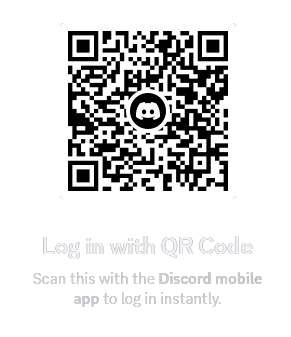 Log in with QR Code
Scan this with the Discord mobile
app to log in instantly.